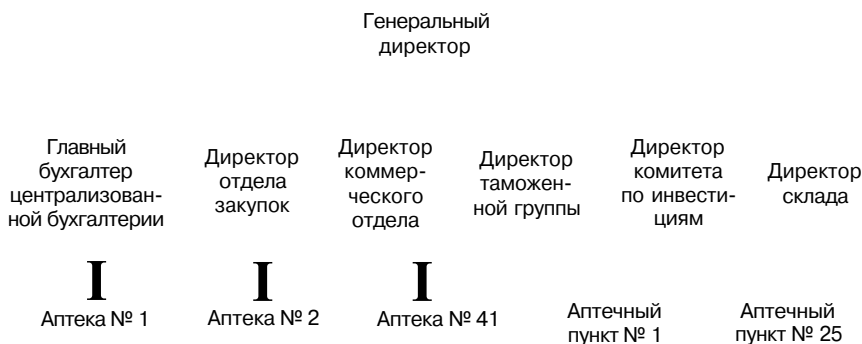 Генеральный
директор
Главный
бухгалтер
централизован-
ной бухгалтерии
Директор
отдела
закупок
Директор
коммер-
ческого
отдела
Директор
таможен-
ной группы
Директор
комитета
по инвести-
циям
Директор
склада
I
I
I
Аптека № 1
Аптека № 2
Аптека № 41
Аптечный
пункт № 1
Аптечный
пункт № 25